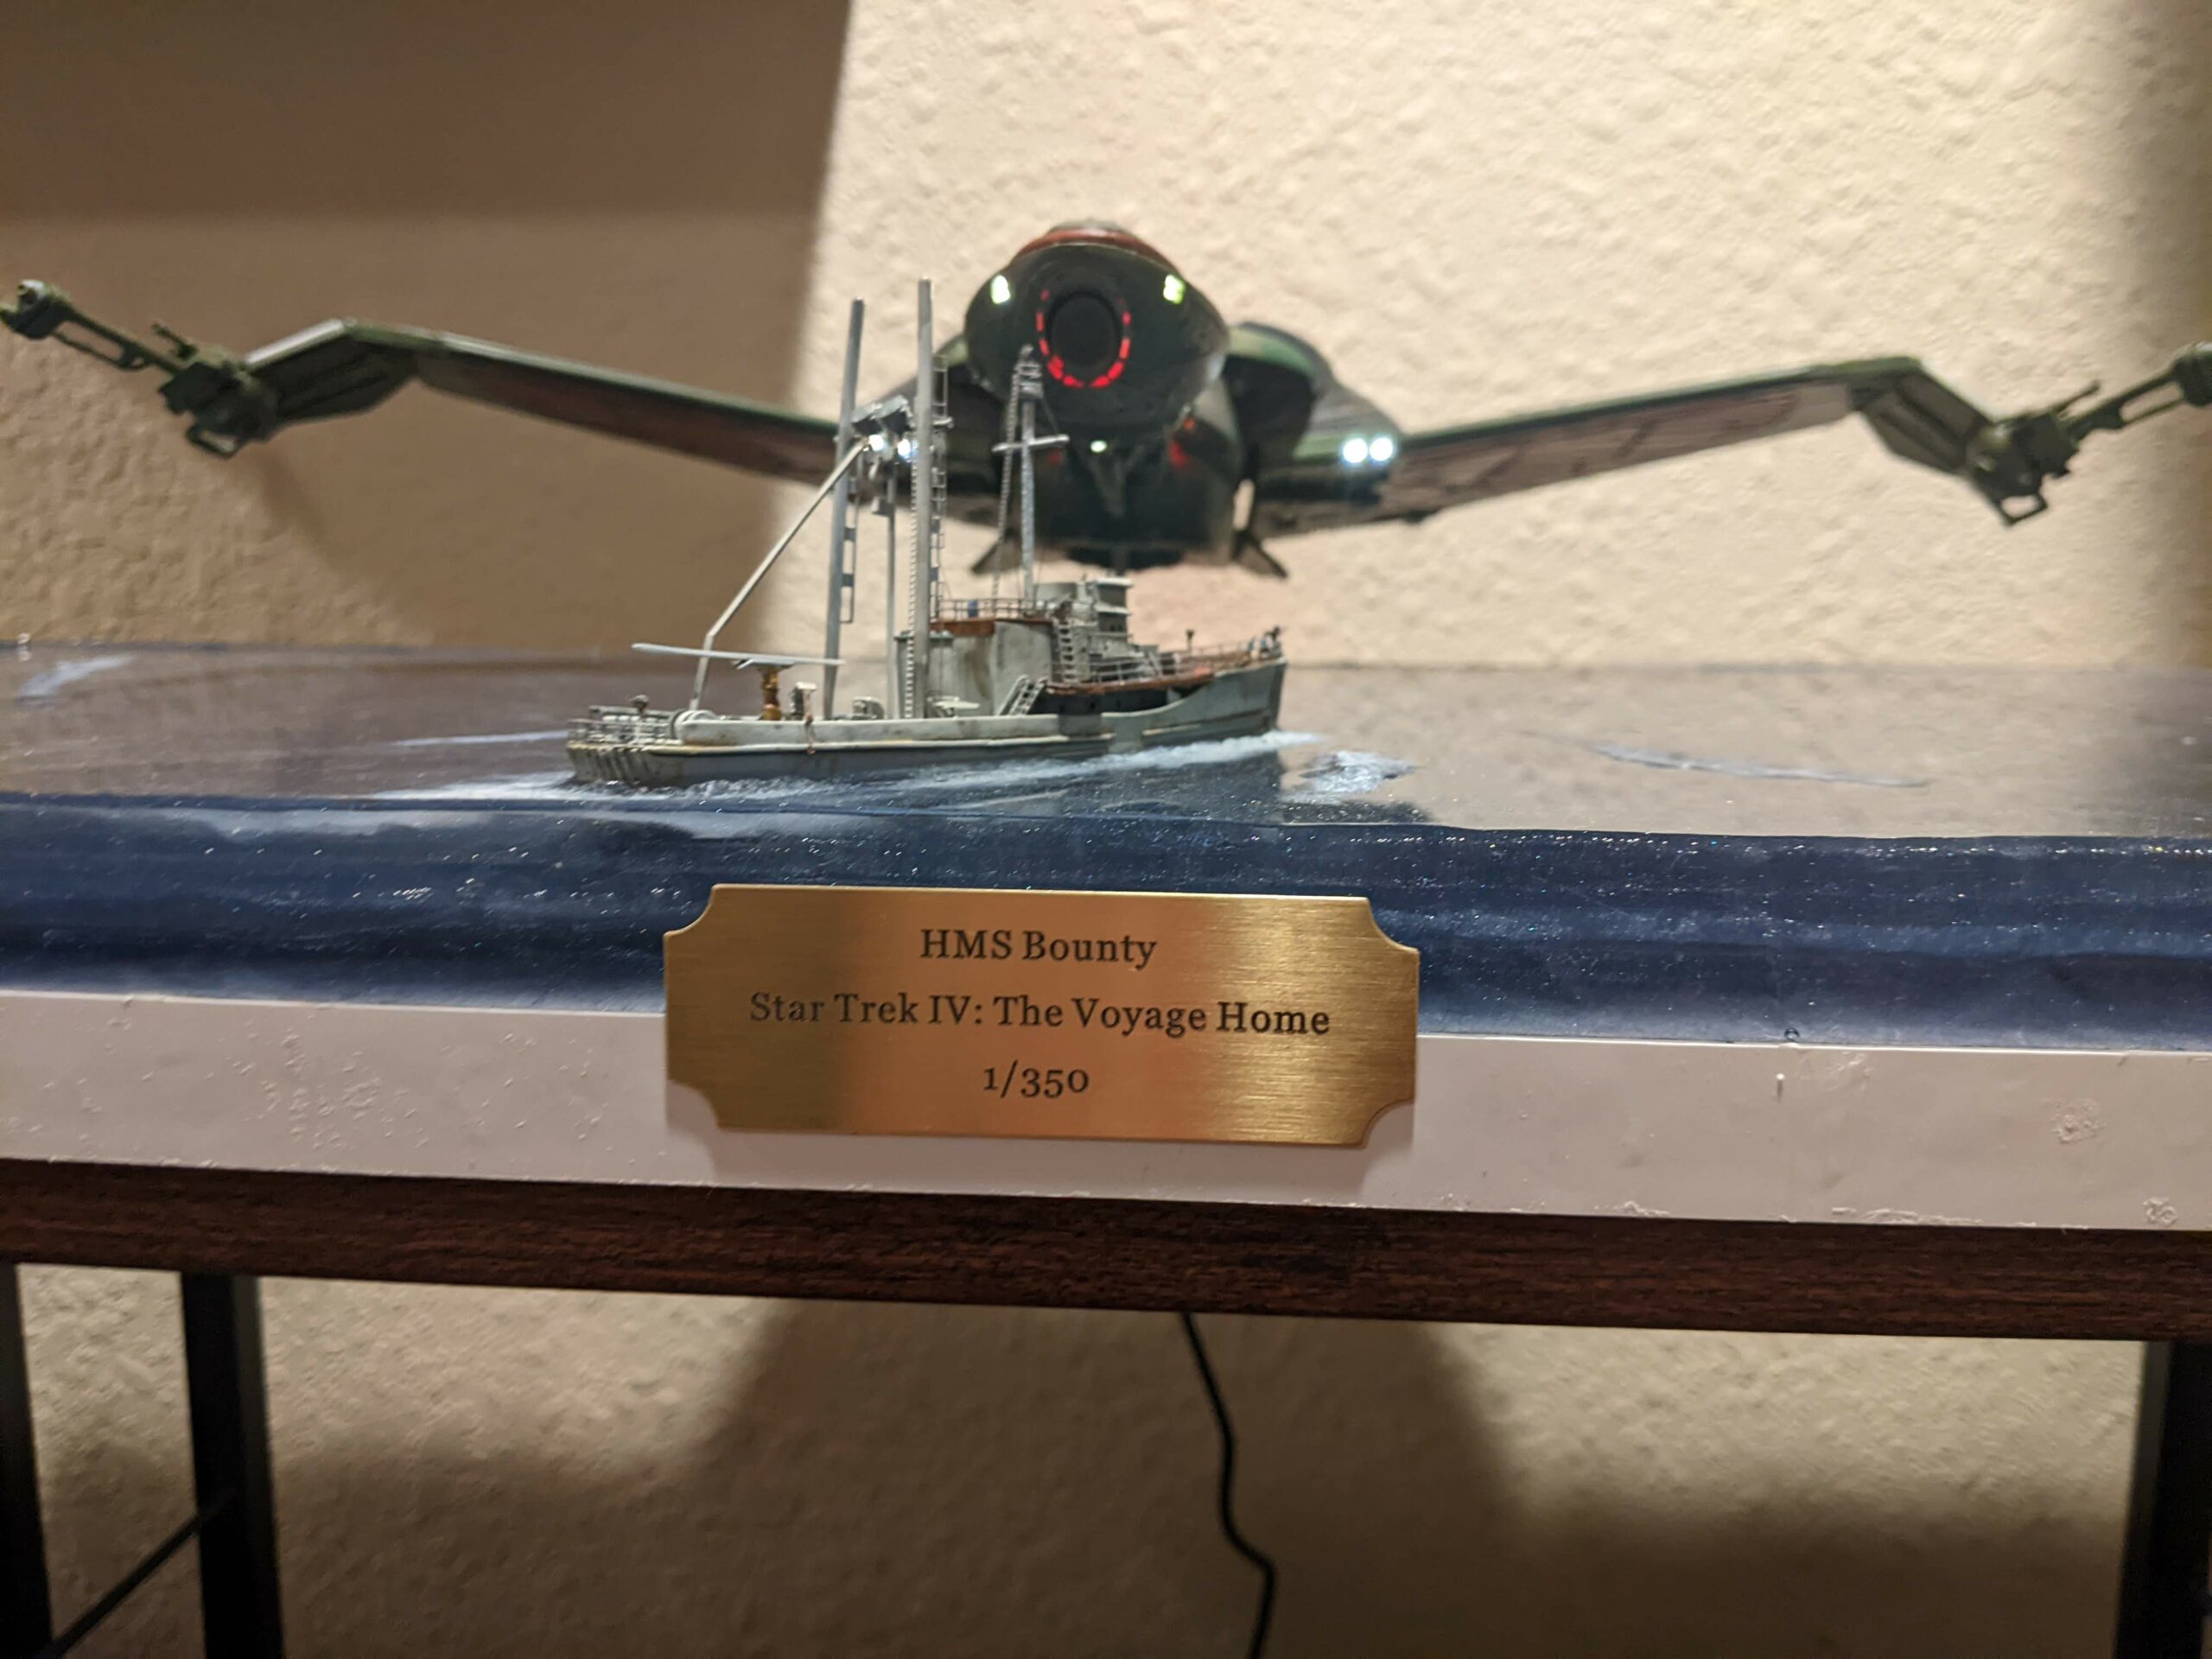 HMS Bounty
Star Trek IV: The Voyage Home
1/350